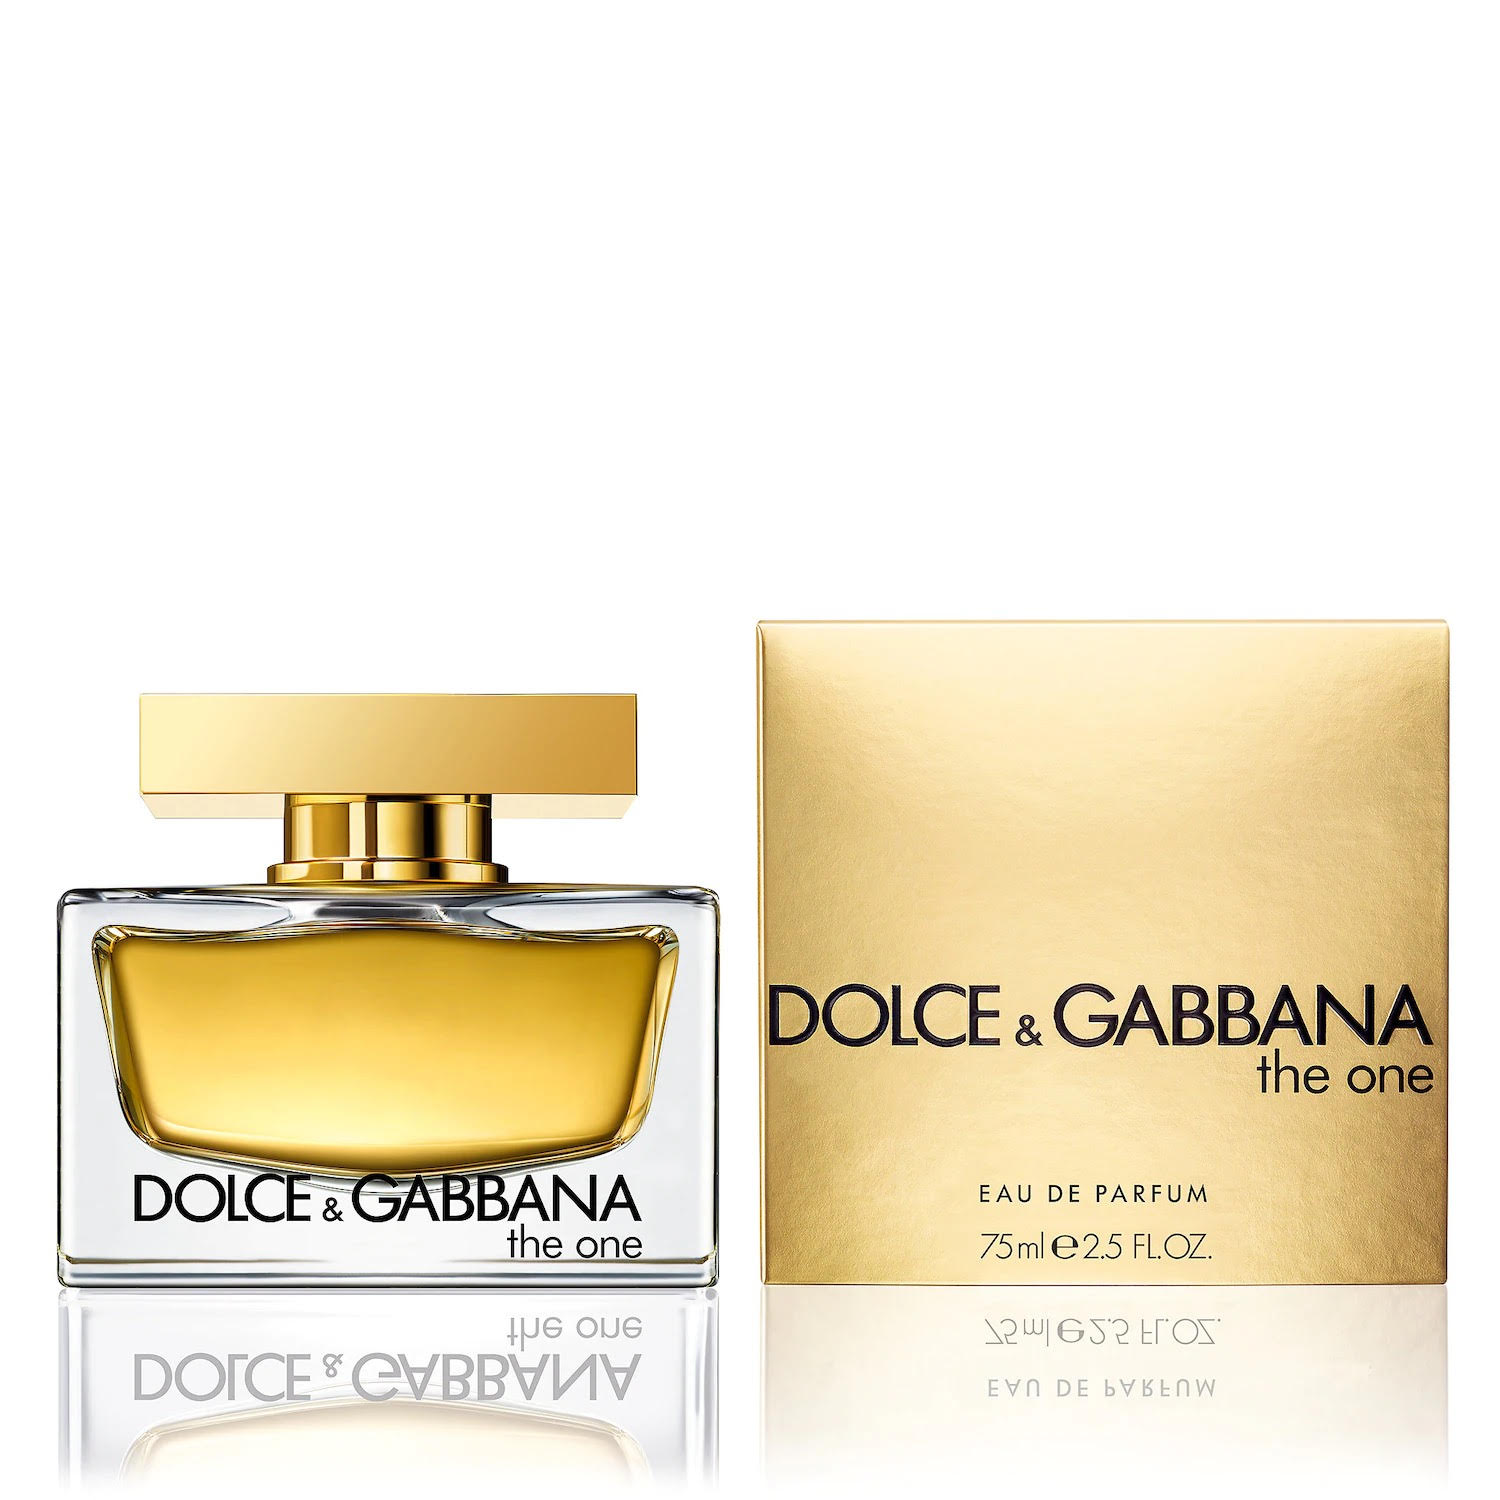 DOLCE & GABBANA
the one
DOLCE & GABBANA
the one
EAU DE PARFUM
75ml e 2.5 FL.OZ.